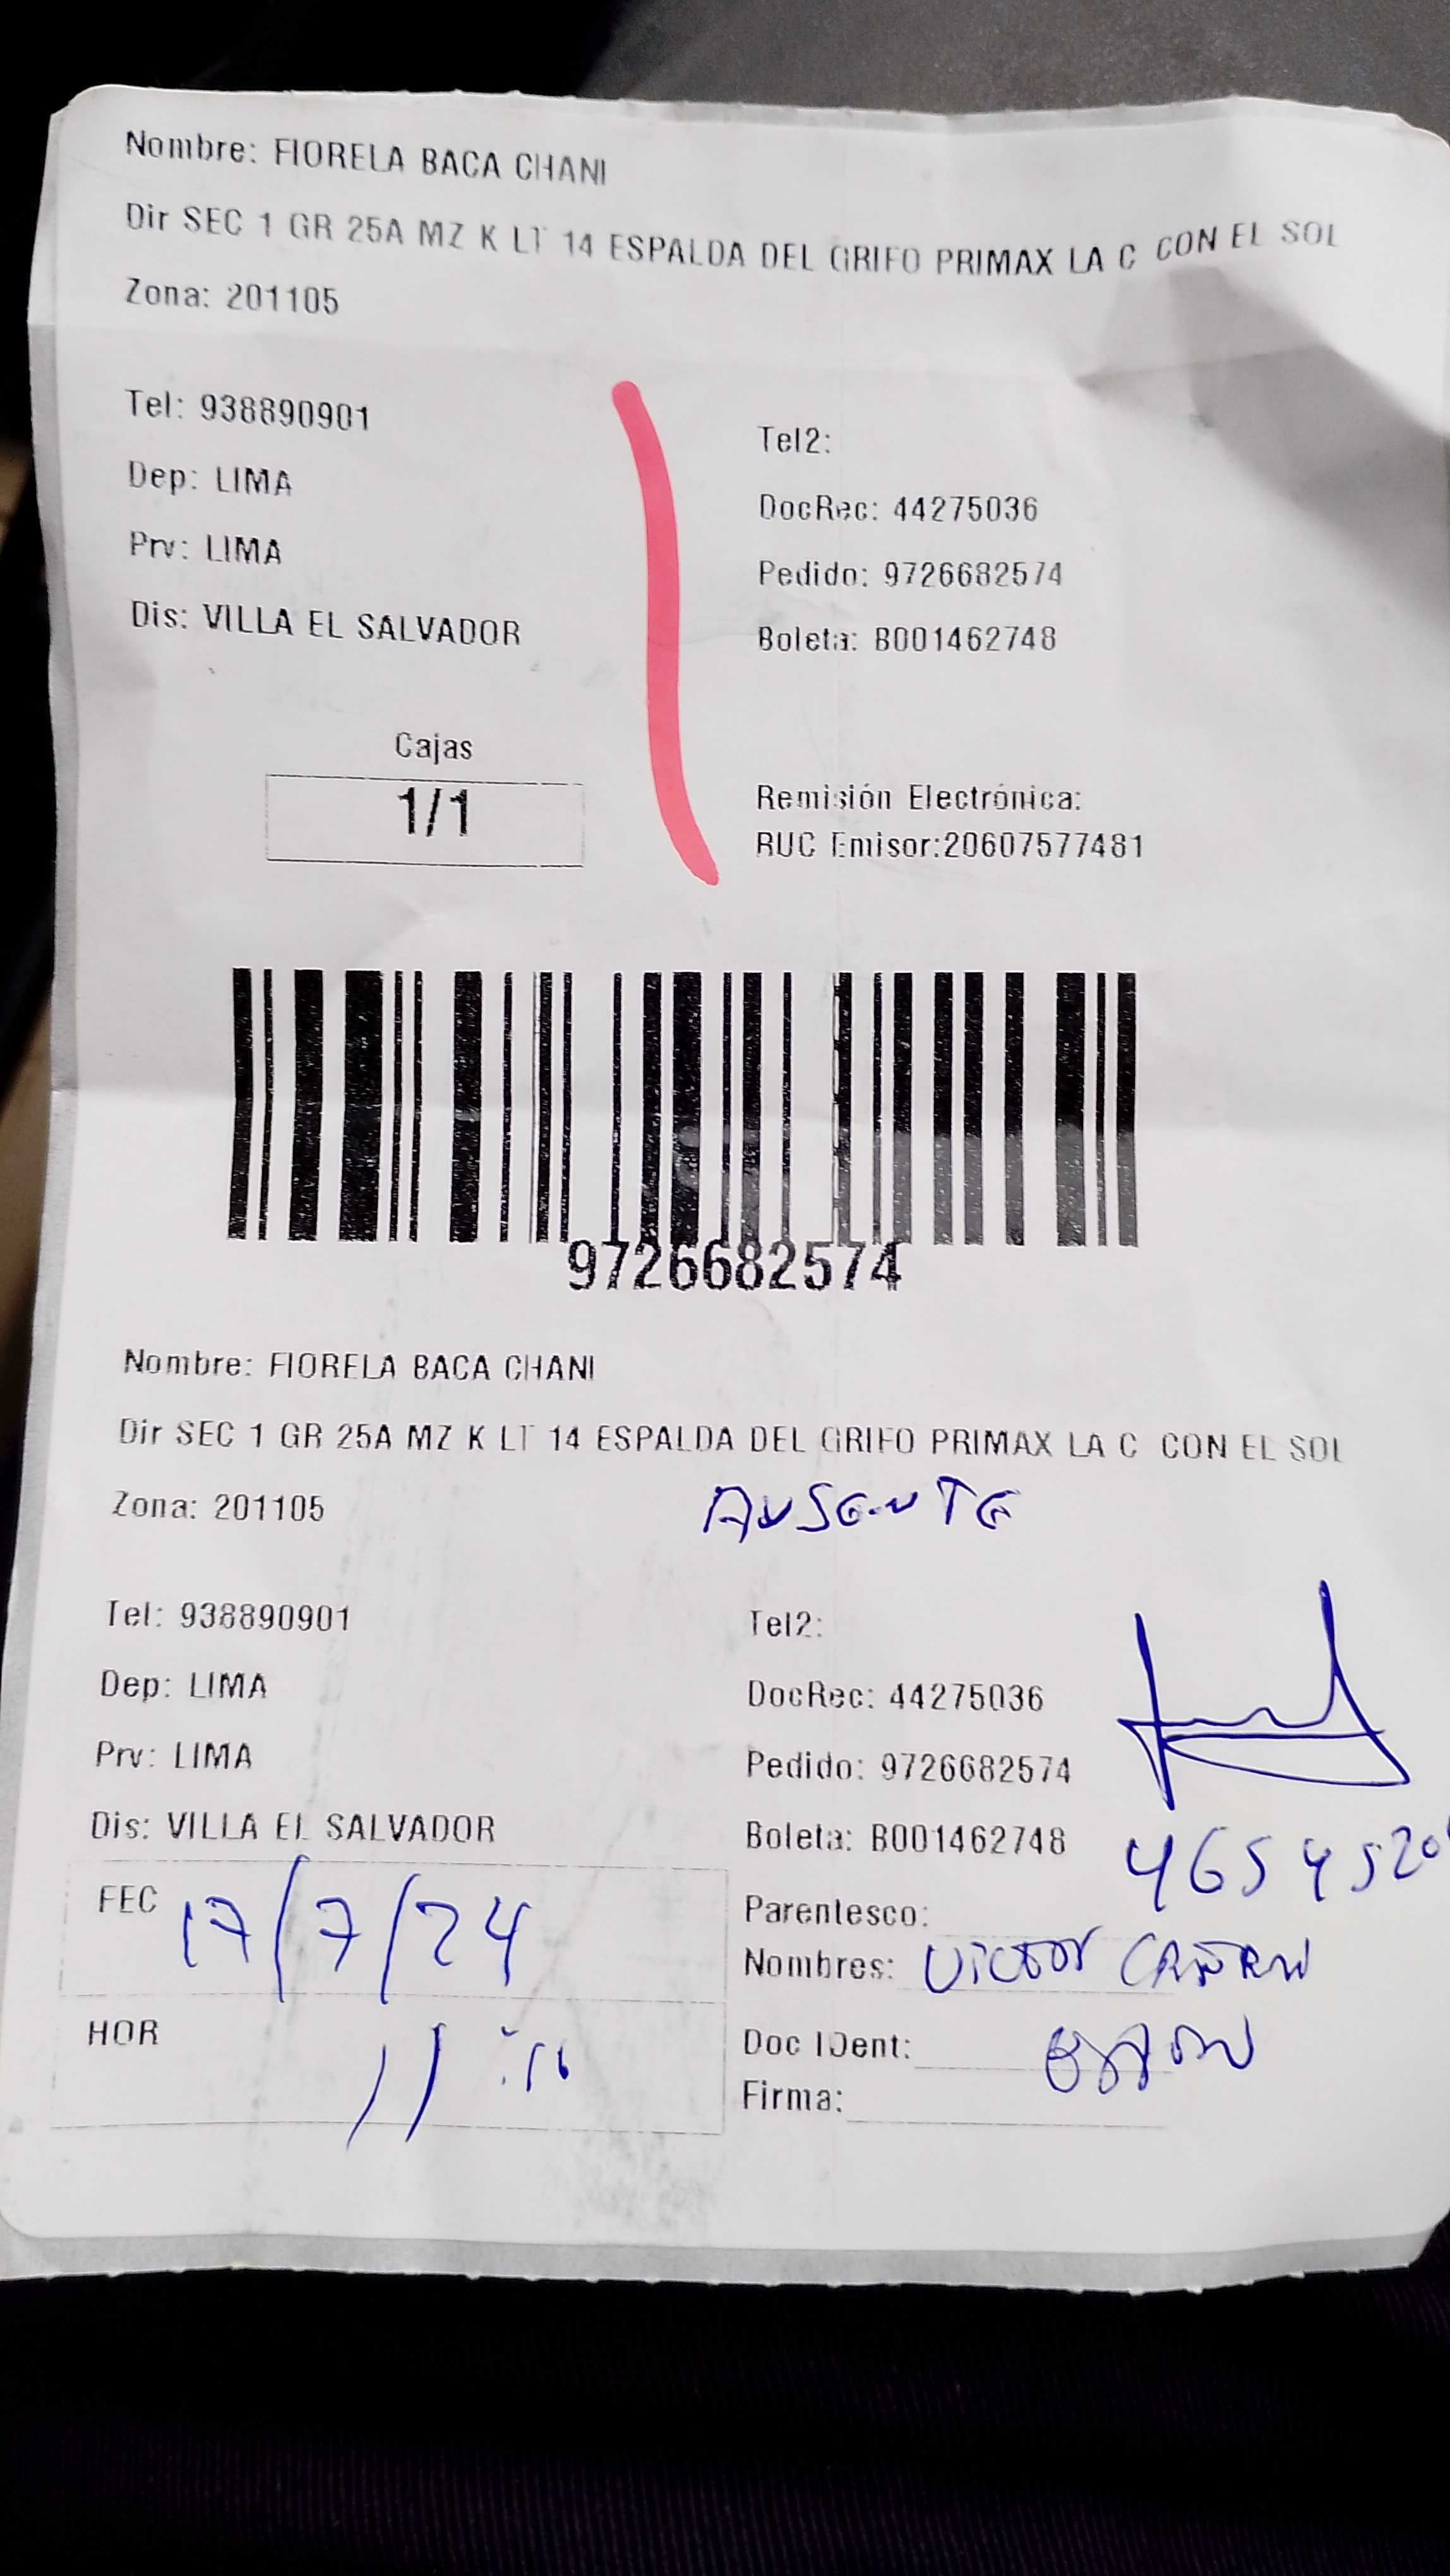 Nombre: FIORELA BACA CHANI
Dir SEC 1 GR 25A MZ K LT 14 ESPALDA DEL GRIFO PRIMAX LA C CON EL SOL
Zona: 201105
Tel: 938890901
Tel2:
Dep: LIMA
DocRec: 44275036
Prv: LIMA
Pedido: 9726682574
Dis: VILLA EL SALVADOR
Boleta: B001462748
Cajas
1/1
Remisión Electrónica:
RUC Emisor:20607577481
9726682574
Nombre: FIORELA BACA CHANI
Dir SEC 1 GR 25A MZ K LT 14 ESPALDA DEL GRIFO PRIMAX LA C CON EL SOL
Zona: 201105
AUSENTE
Tel: 938890901
Tel2:
Dep: LIMA
DocRec: 44275036
Prv: LIMA
Pedido: 9726682574
Dis: VILLA EL SALVADOR
Boleta: B001462748
4654520
FEC 17/7/24
Parentesco:
Nombres: VICTOR
HOR
Doc IDent:
Firma: